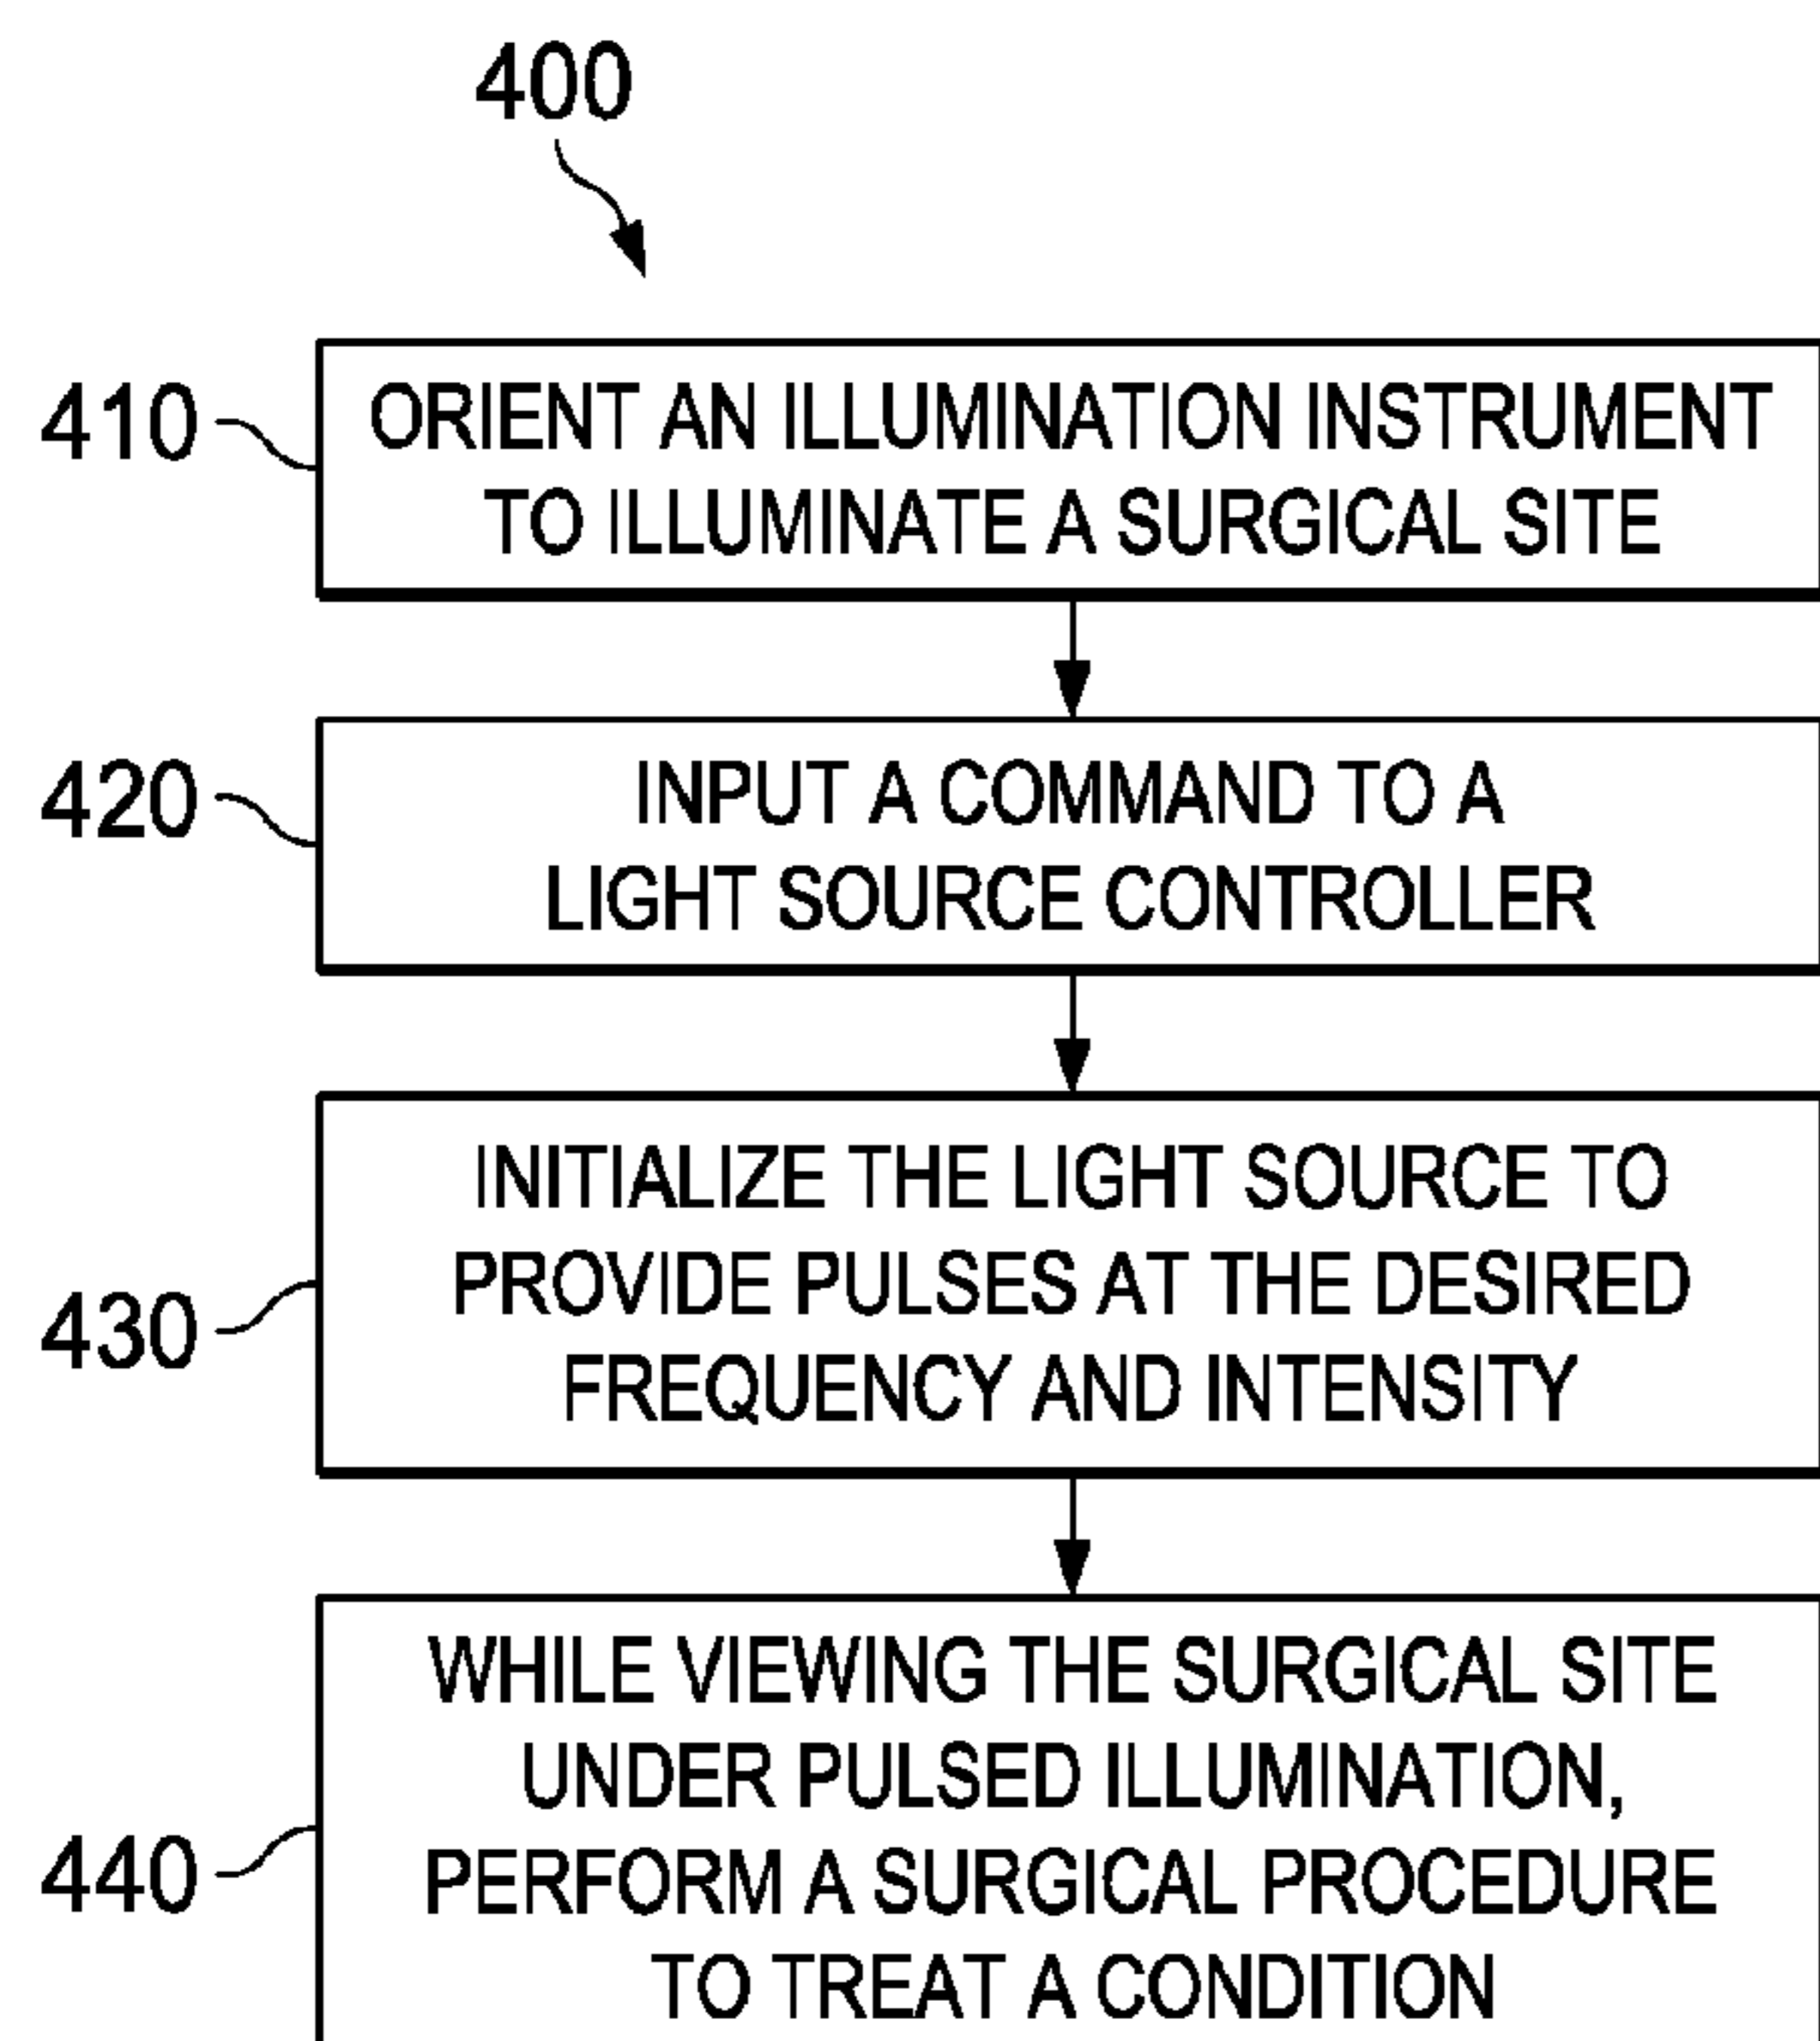 400
410
ORIENT AN ILLUMINATION INSTRUMENT
TO ILLUMINATE A SURGICAL SITE
420
INPUT A COMMAND TO A
LIGHT SOURCE CONTROLLER
430
INITIALIZE THE LIGHT SOURCE TO
PROVIDE PULSES AT THE DESIRED
FREQUENCY AND INTENSITY
440
WHILE VIEWING THE SURGICAL SITE
UNDER PULSED ILLUMINATION,
PERFORM A SURGICAL PROCEDURE
TO TREAT A CONDITION